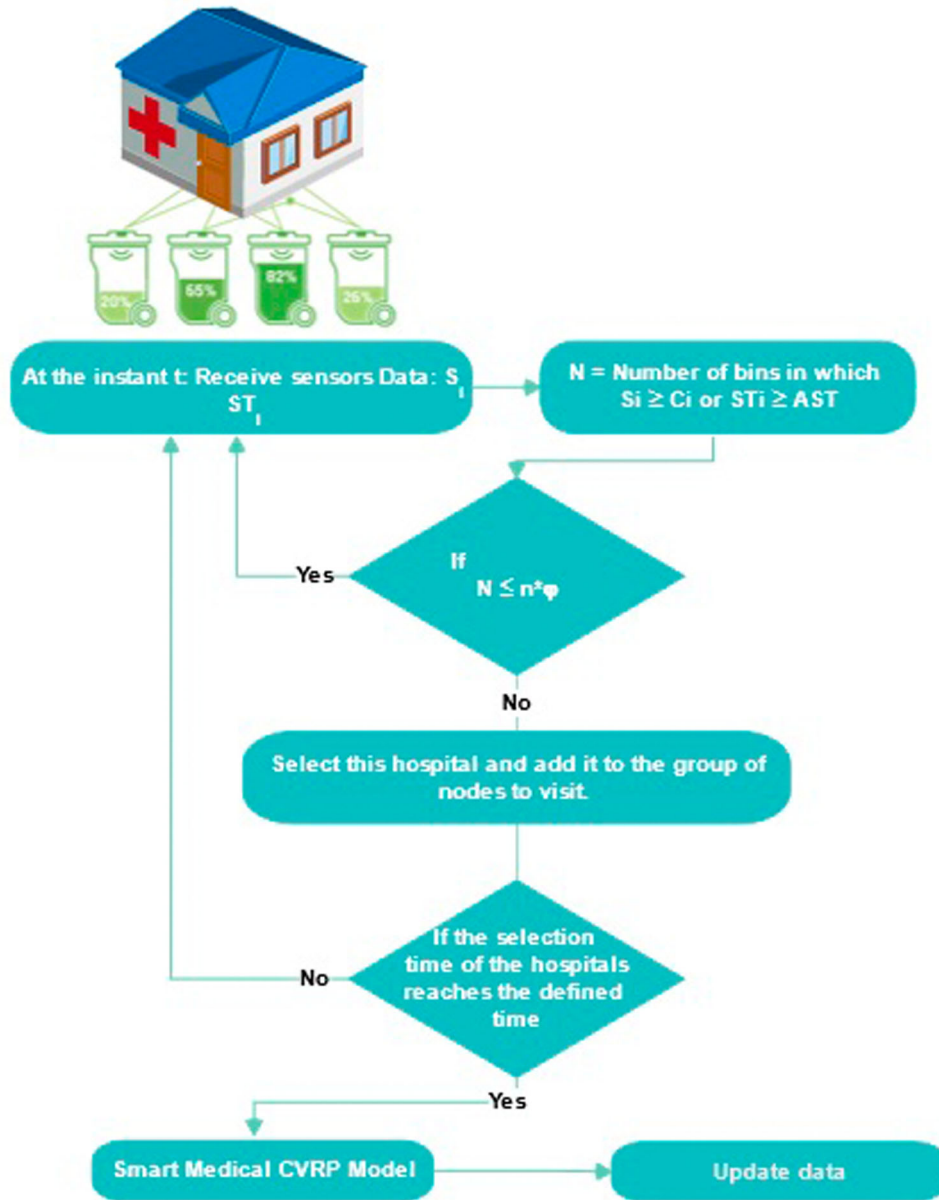 20%
65%
82%
26%
At the instant t: Receive sensors Data: S_i
ST_i
N = Number of bins in which
Si ≥ Ci or STi ≥ AST
If
N ≤ n*φ
Yes
No
Select this hospital and add it to the group of
nodes to visit.
If the selection
time of the hospitals
reaches the defined
time
No
Yes
Smart Medical CVRP Model
Update data